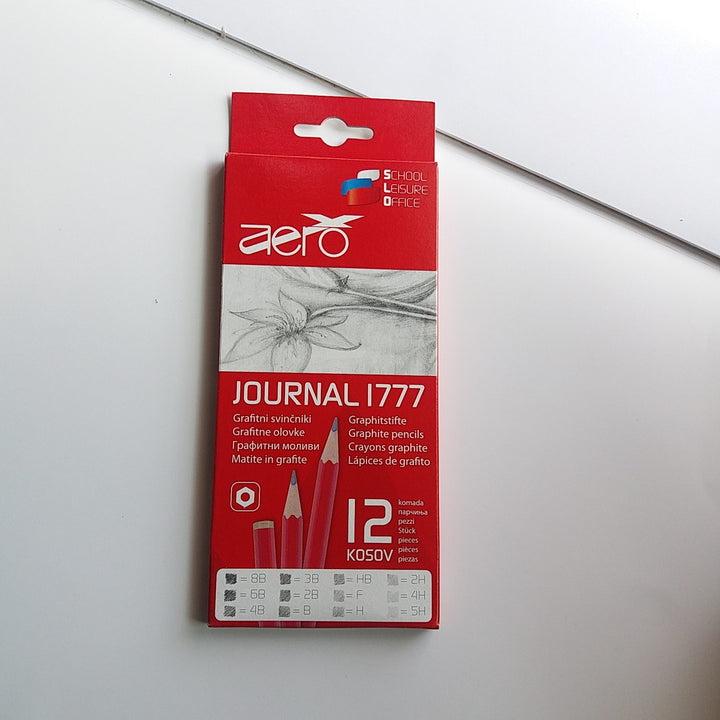 SCHOOL
LEISURE
OFFICE
aero
JOURNAL 1777
Grafitni svinčniki
Grafitne olovke
Графитни моливи
Matite in grafite
Graphitstifte
Graphite pencils
Crayons graphite
Lápices de grafito
12
KOSOV
komada
парчиња
pezzi
Stück
pieces
pièces
piezas
= 8B = 3B = HB = 2H
= 6B = 2B = F = 4H
= 4B = B = H = 5H